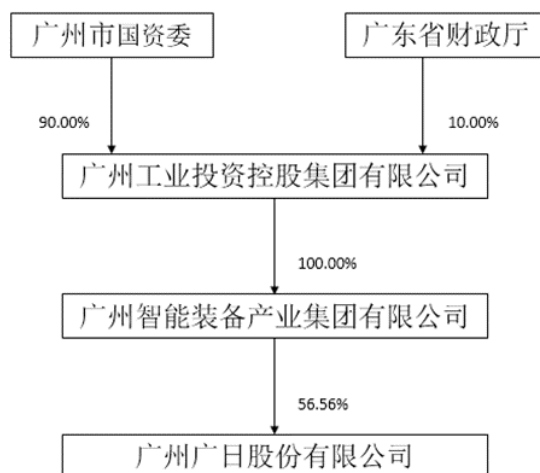 广州市国资委
广东省财政厅
90.00%
10.00%
广州工业投资控股集团有限公司
100.00%
广州智能装备产业集团有限公司
56.56%
广州广日股份有限公司